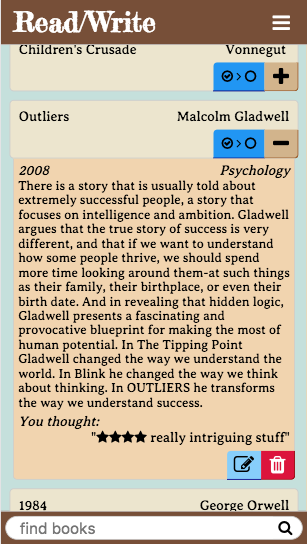 Read/Write
Children's Crusade Vonnegut
Outliers Malcolm Gladwell
2008 Psychology
There is a story that is usually told about
extremely successful people, a story that
focuses on intelligence and ambition. Gladwell
argues that the true story of success is very
different, and that if we want to understand
how some people thrive, we should spend
more time looking around them-at such things
as their family, their birthplace, or even their
birth date. And in revealing that hidden logic,
Gladwell presents a fascinating and
provocative blueprint for making the most of
human potential. In The Tipping Point
Gladwell changed the way we understand the
world. In Blink he changed the way we think
about thinking. In OUTLIERS he transforms
the way we understand success.
You thought:
"★★★★ really intriguing stuff"
1984 George Orwell
find books